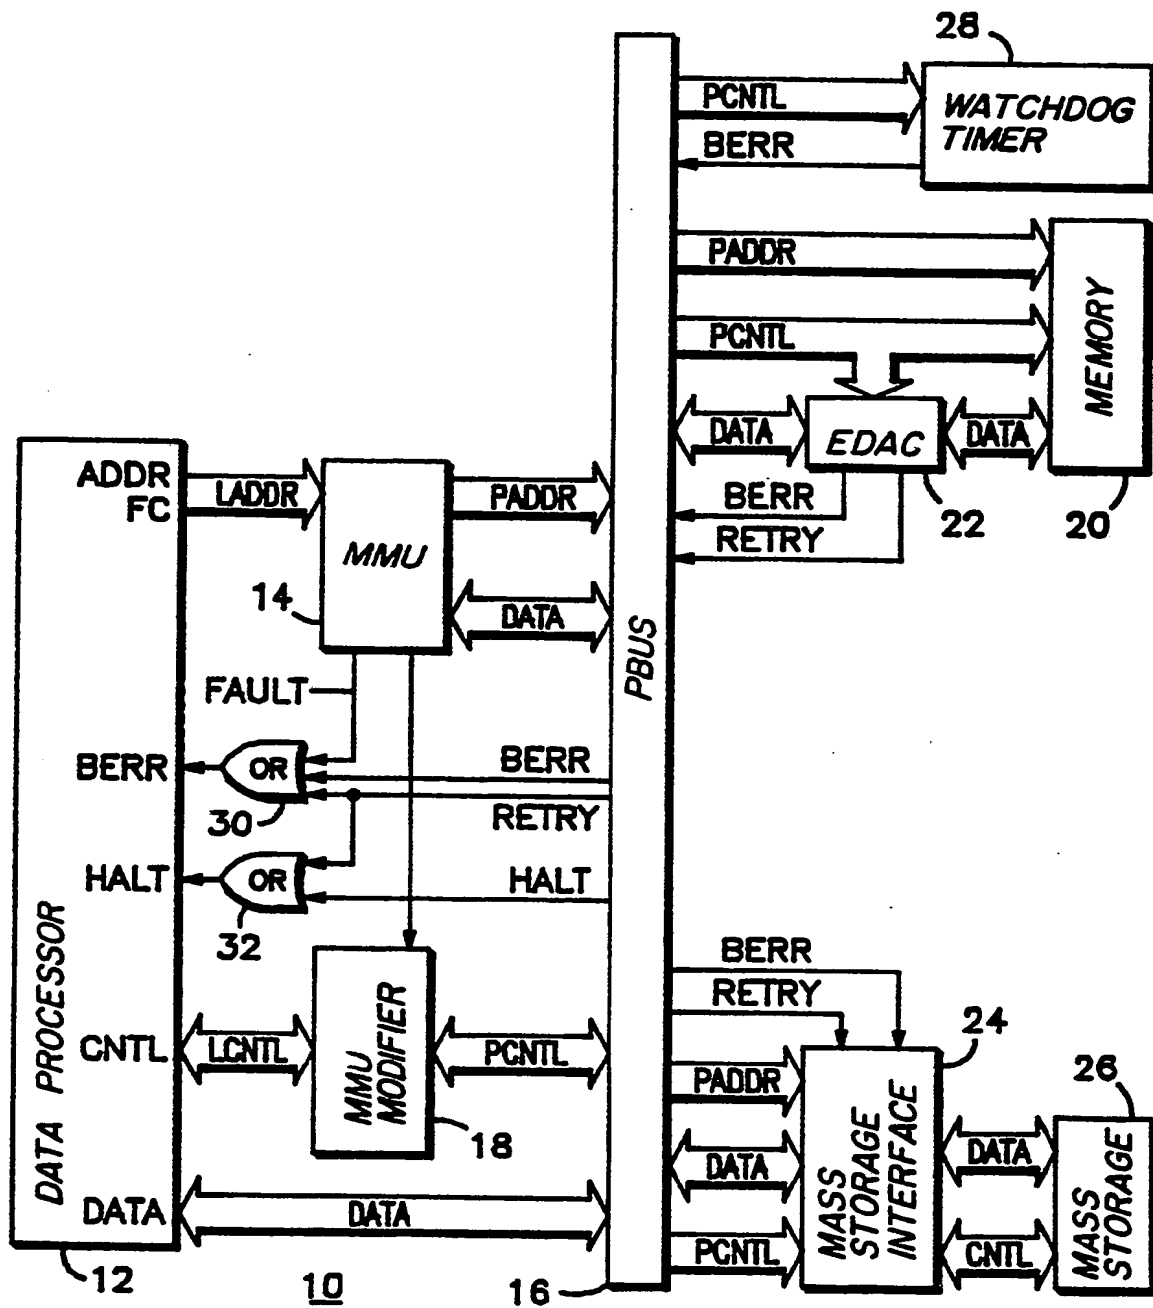 28
PCNTL
WATCHDOG
TIMER
BERR
PADDR
PCNTL
MEMORY
DATA
EDAC
DATA
BERR
RETRY
22
20
ADDR
FC
LADDR
MMU
PADDR
14
DATA
PBUS
FAULT
BERR
OR
BERR
30
RETRY
HALT
OR
HALT
32
DATA PROCESSOR
CNTL
LCNTL
MMU
MODIFIER
PCNTL
18
DATA
DATA
12
10
16
BERR
RETRY
24
PADDR
DATA
PCNTL
MASS
STORAGE
INTERFACE
DATA
CNTL
26
MASS
STORAGE